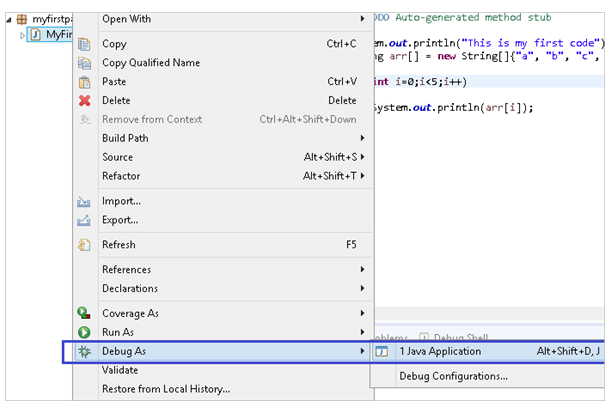 myfirstpa
MyFir
Open With
Copy Ctrl+C
Copy Qualified Name
Paste Ctrl+V
Delete Delete
Remove from Context Ctrl+Alt+Shift+Down
Build Path
Source Alt+Shift+S
Refactor Alt+Shift+T
Import...
Export...
Refresh F5
References
Declarations
Coverage As
Run As
Debug As
Validate
Restore from Local History...
ODO Auto-generated method stub
em.out.println("This is my first code")
ng arr[] = new String[]{"a", "b", "c",
int i=0;i<5;i++)
System.out.println(arr[i]);
oblems Debug Shell
1 Java Application Alt+Shift+D, J
Debug Configurations...